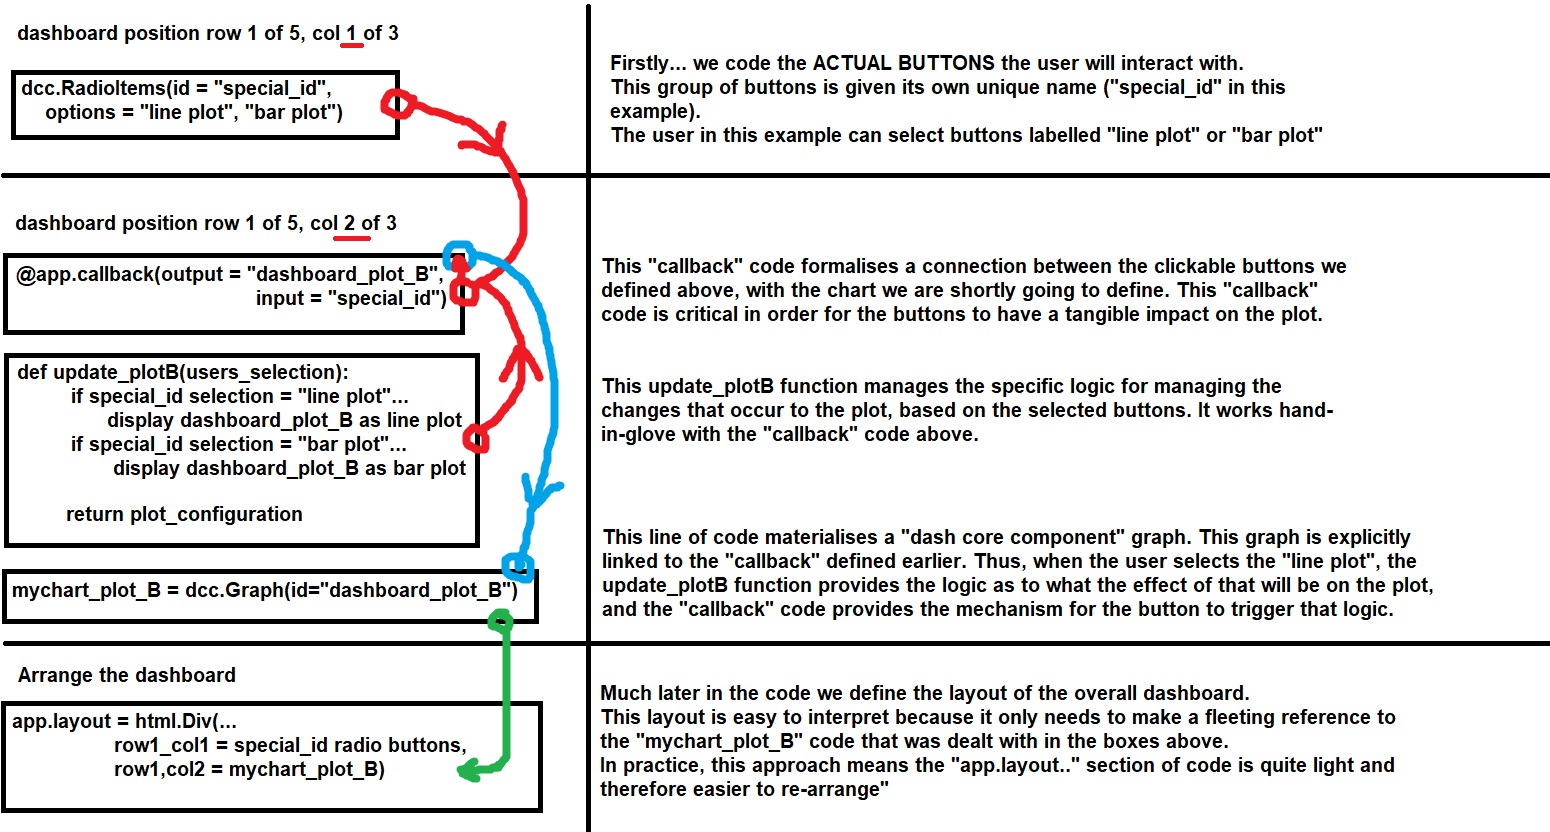 dashboard position row 1 of 5, col 1 of 3
dcc.RadioItems(id = "special_id",
options = "line plot", "bar plot")
Firstly... we code the ACTUAL BUTTONS the user will interact with.
This group of buttons is given its own unique name ("special_id" in this
example).
The user in this example can select buttons labelled "line plot" or "bar plot"
dashboard position row 1 of 5, col 2 of 3
@app.callback(output = "dashboard_plot_B",
input = "special_id")
This "callback" code formalises a connection between the clickable buttons we
defined above, with the chart we are shortly going to define. This "callback"
code is critical in order for the buttons to have a tangible impact on the plot.
def update_plotB(users_selection):
if special_id selection = "line plot"...
display dashboard_plot_B as line plot
if special_id selection = "bar plot"...
display dashboard_plot_B as bar plot
return plot_configuration
This update_plotB function manages the specific logic for managing the
changes that occur to the plot, based on the selected buttons. It works hand-
in-glove with the "callback" code above.
mychart_plot_B = dcc.Graph(id="dashboard_plot_B")
This line of code materialises a "dash core component" graph. This graph is explicitly
linked to the "callback" defined earlier. Thus, when the user selects the "line plot", the
update_plotB function provides the logic as to what the effect of that will be on the plot,
and the "callback" code provides the mechanism for the button to trigger that logic.
Arrange the dashboard
app.layout = html.Div(...
row1_col1 = special_id radio buttons,
row1,col2 = mychart_plot_B)
Much later in the code we define the layout of the overall dashboard.
This layout is easy to interpret because it only needs to make a fleeting reference to
the "mychart_plot_B" code that was dealt with in the boxes above.
In practice, this approach means the "app.layout.." section of code is quite light and
therefore easier to re-arrange"